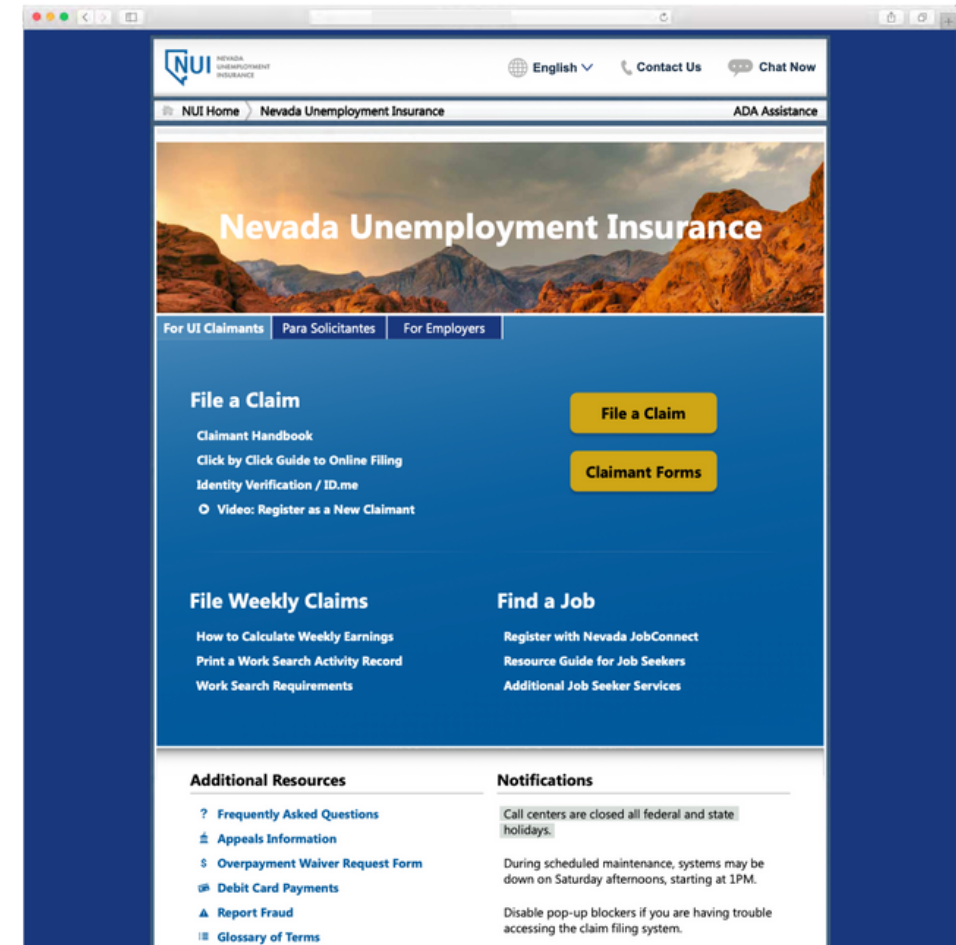 NUI NEVADA
UNEMPLOYMENT
INSURANCE
English
Contact Us
Chat Now
NUI Home
Nevada Unemployment Insurance
ADA Assistance
Nevada Unemployment Insurance
For UI Claimants
Para Solicitantes
For Employers
File a Claim
Claimant Handbook
Click by Click Guide to Online Filing
Identity Verification / ID.me
Video: Register as a New Claimant
File a Claim
Claimant Forms
File Weekly Claims
How to Calculate Weekly Earnings
Print a Work Search Activity Record
Work Search Requirements
Find a Job
Register with Nevada JobConnect
Resource Guide for Job Seekers
Additional Job Seeker Services
Additional Resources
? Frequently Asked Questions
Appeals Information
$ Overpayment Waiver Request Form
Debit Card Payments
Report Fraud
Glossary of Terms
Notifications
Call centers are closed all federal and state
holidays.
During scheduled maintenance, systems may be
down on Saturday afternoons, starting at 1PM.
Disable pop-up blockers if you are having trouble
accessing the claim filing system.